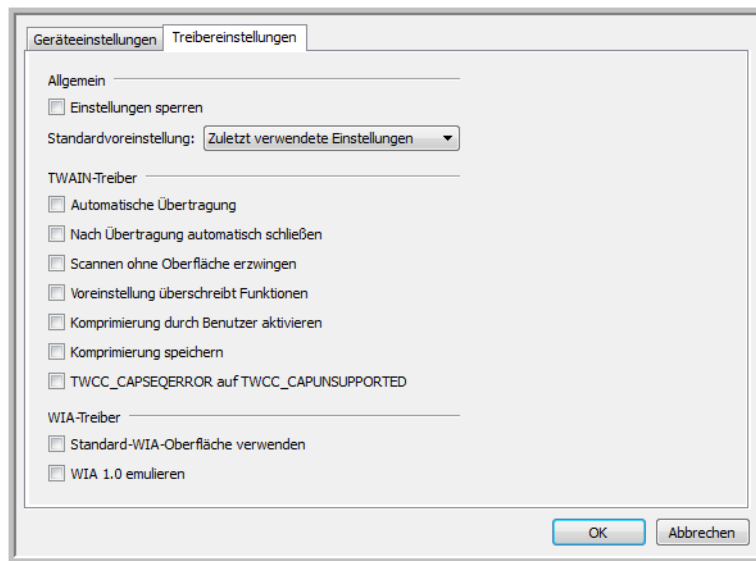 Geräteeinstellungen Treibereinstellungen
Allgemein
Einstellungen sperren
Standardvoreinstellung: Zuletzt verwendete Einstellungen
TWAIN-Treiber
Automatische Übertragung
Nach Übertragung automatisch schließen
Scannen ohne Oberfläche erzwingen
Voreinstellung überschreibt Funktionen
Komprimierung durch Benutzer aktivieren
Komprimierung speichern
TWCC_CAPSEQERROR auf TWCC_CAPUNSUPPORTED
WIA-Treiber
Standard-WIA-Oberfläche verwenden
WIA 1.0 emulieren
OK Abbrechen